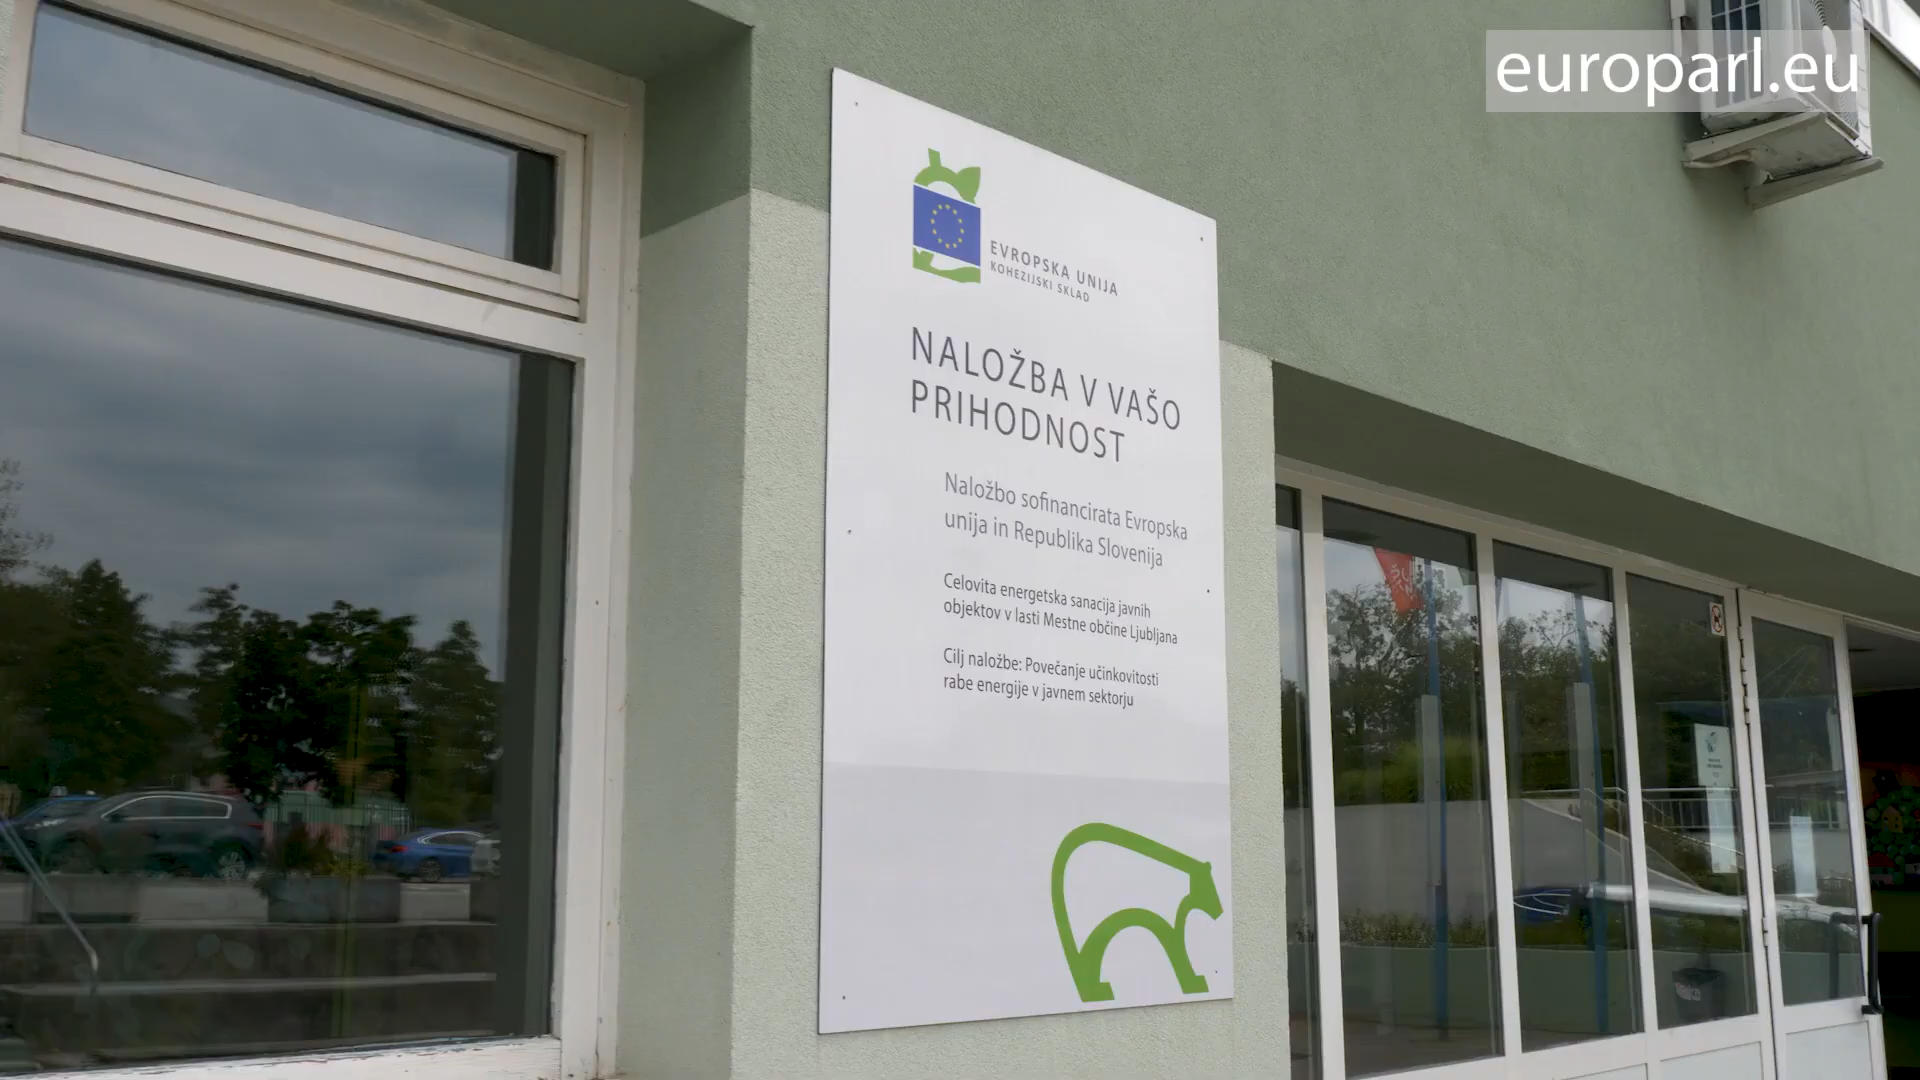 europarl.eu
EVROPSKA UNIJA
KOHEZIJSKI SKLAD
NALOŽBA V VAŠO
PRIHODNOST
Naložbo sofinancirata Evropska
unija in Republika Slovenija
Celovita energetska sanacija javnih
objektov v lasti Mestne občine Ljubljana
Cilj naložbe: Povečanje učinkovitosti
rabe energije v javnem sektorju